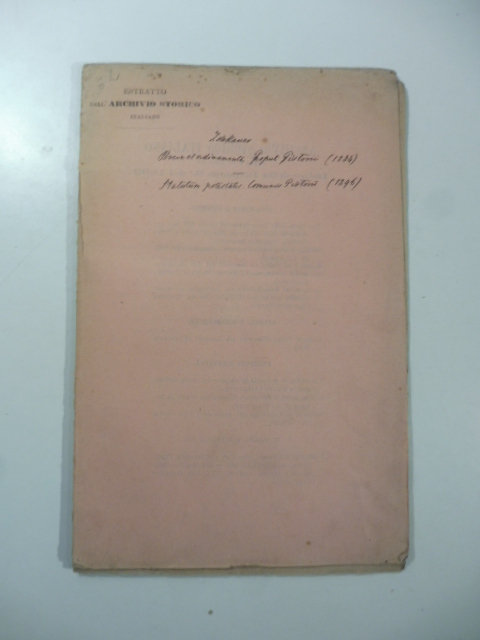 ESTRATTO
DALL'ARCHIVIO STORICO
ITALIANO
Zdekauer
Breve et ordinamenta Populi Pistorii (1284)
Statutum potestatis Comunis Pistorii (1296)